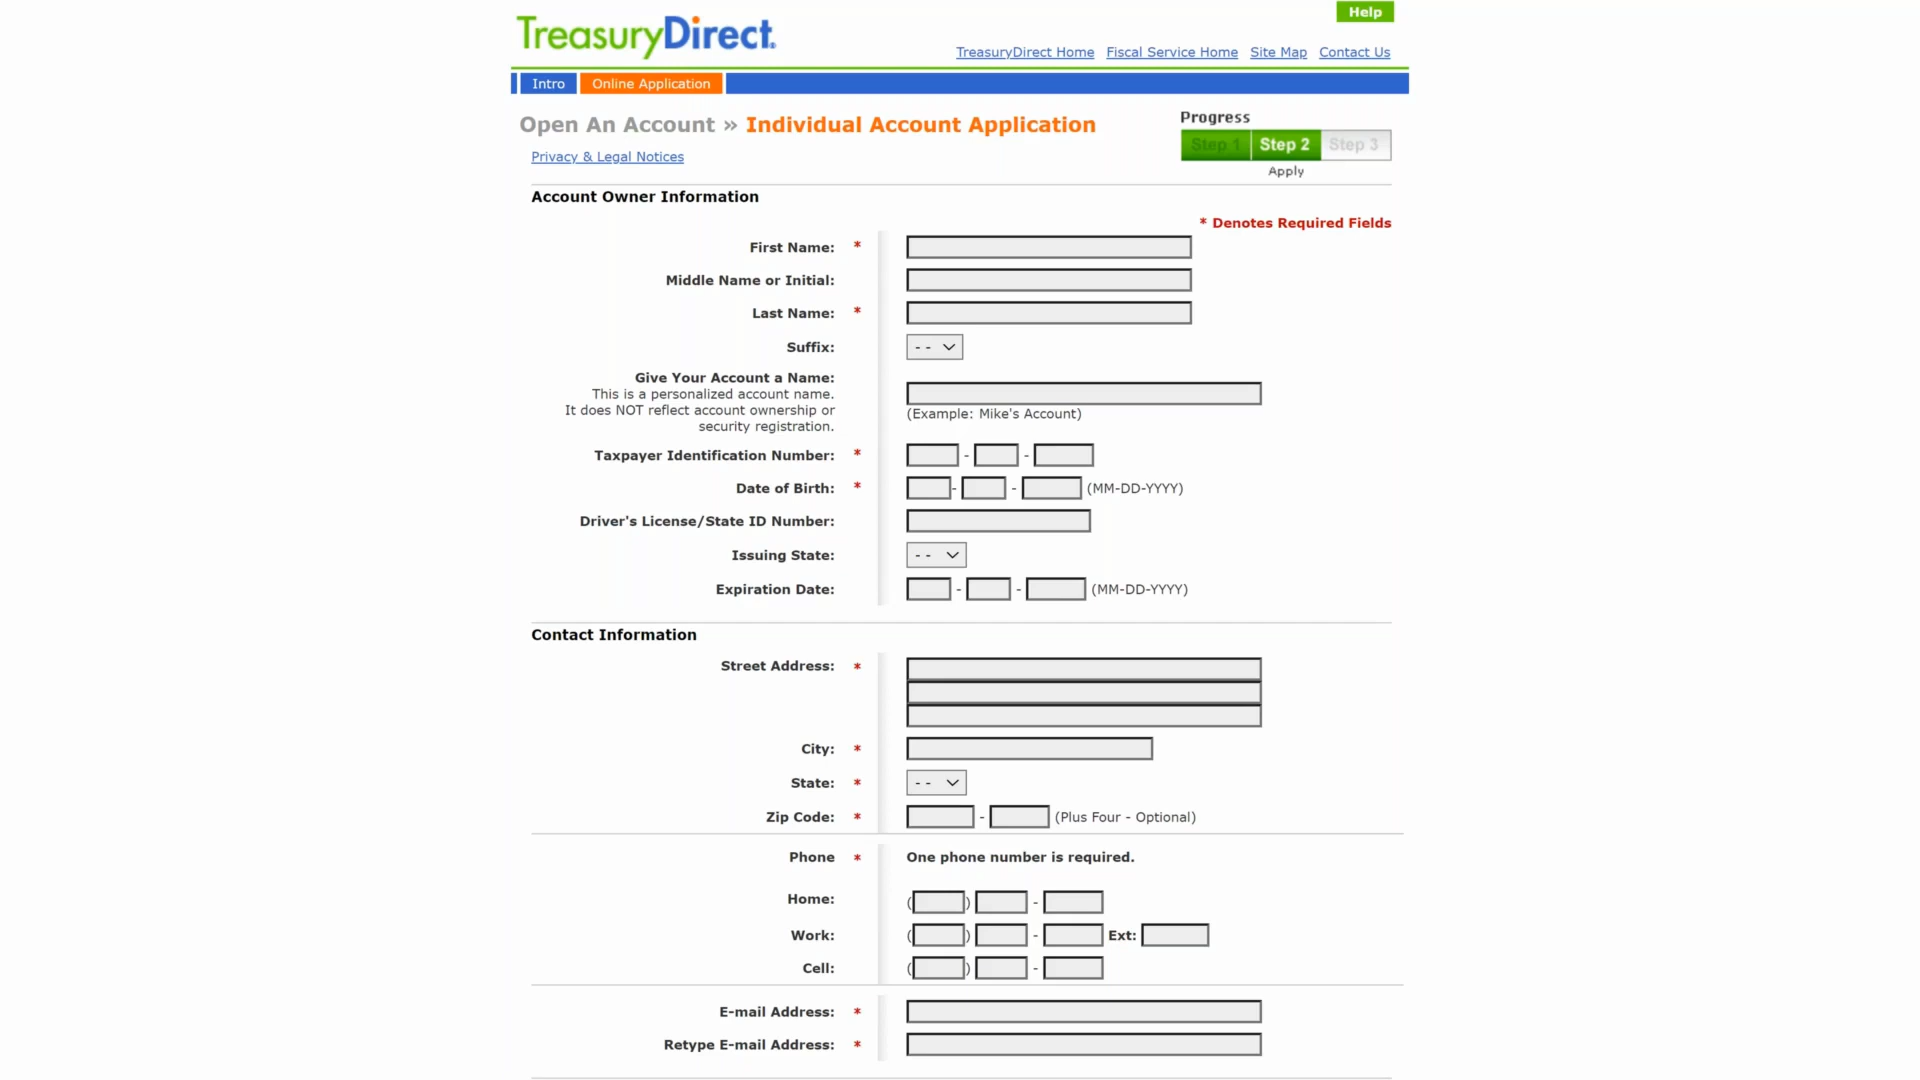 Help
TreasuryDirect.
TreasuryDirect Home Fiscal Service Home Site Map Contact Us
Intro Online Application
Open An Account » Individual Account Application
Progress
Step 1 Step 2 Step 3
Apply
Privacy & Legal Notices
Account Owner Information
* Denotes Required Fields
First Name: *
Middle Name or Initial:
Last Name: *
Suffix: - -
Give Your Account a Name:
This is a personalized account name.
It does NOT reflect account ownership or
security registration.
(Example: Mike's Account)
Taxpayer Identification Number: * - -
Date of Birth: * - - (MM-DD-YYYY)
Driver's License/State ID Number:
Issuing State: - -
Expiration Date: - - (MM-DD-YYYY)
Contact Information
Street Address: *
City: *
State: * - -
Zip Code: * - (Plus Four - Optional)
Phone * One phone number is required.
Home: ( ) -
Work: ( ) - Ext:
Cell: ( ) -
E-mail Address: *
Retype E-mail Address: *